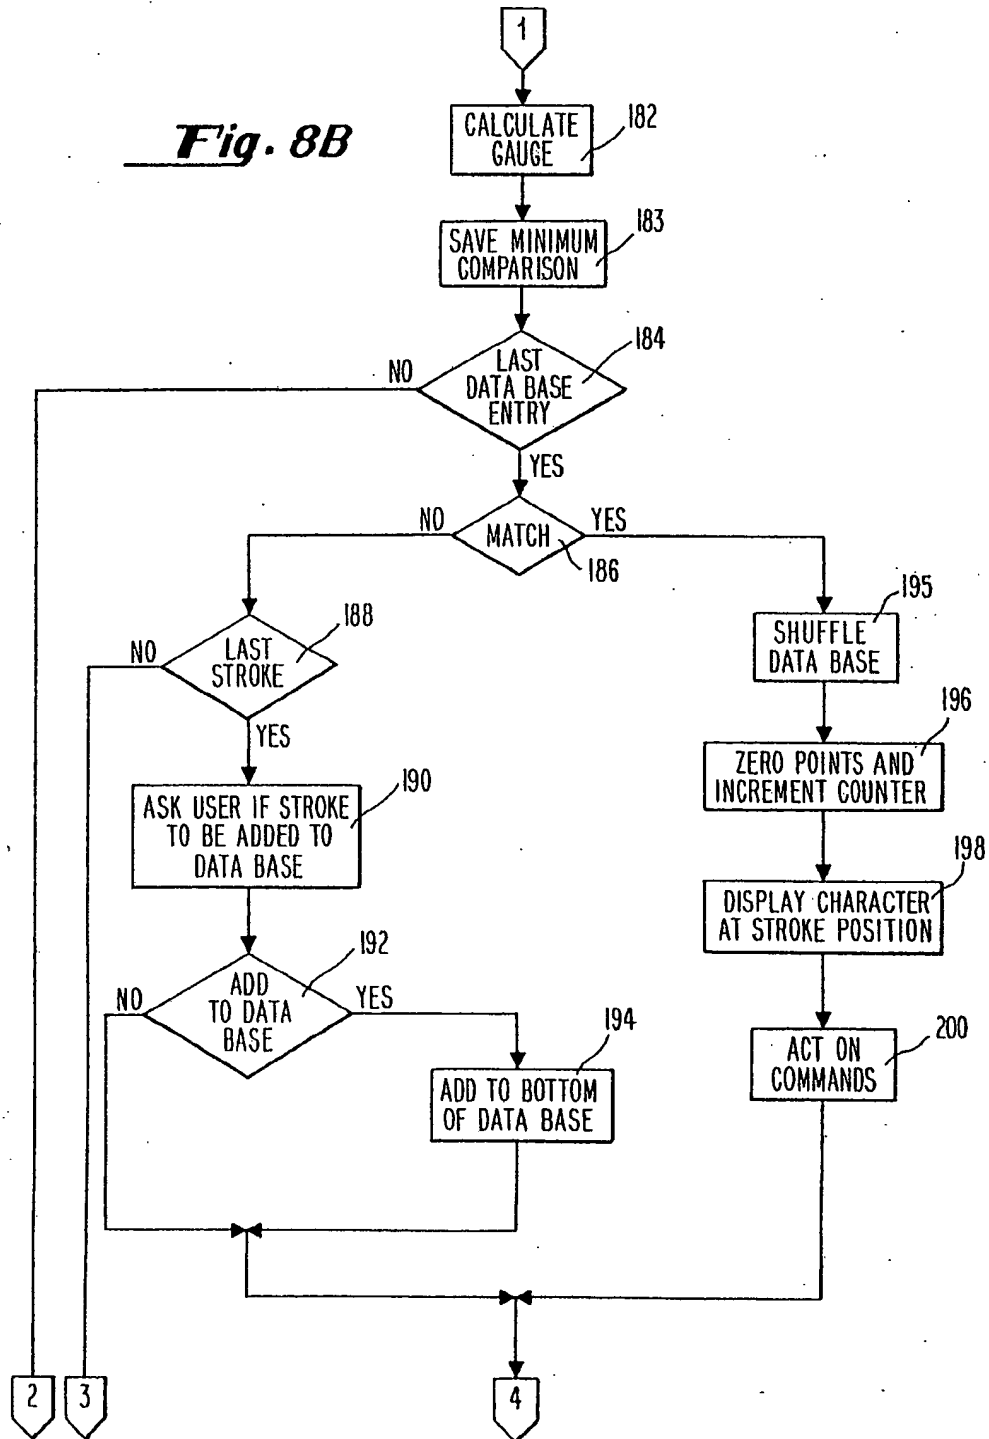 1
Fig. 8B
CALCULATE
GAUGE
182
SAVE MINIMUM
COMPARISON
183
LAST
DATA BASE
ENTRY
184
NO
YES
MATCH
186
NO
YES
LAST
STROKE
188
NO
YES
SHUFFLE
DATA BASE
195
ZERO POINTS AND
INCREMENT COUNTER
196
ASK USER IF STROKE
TO BE ADDED TO
DATA BASE
190
DISPLAY CHARACTER
AT STROKE POSITION
198
ADD
TO DATA
BASE
192
NO
YES
ADD TO BOTTOM
OF DATA BASE
194
ACT ON
COMMANDS
200
2
3
4